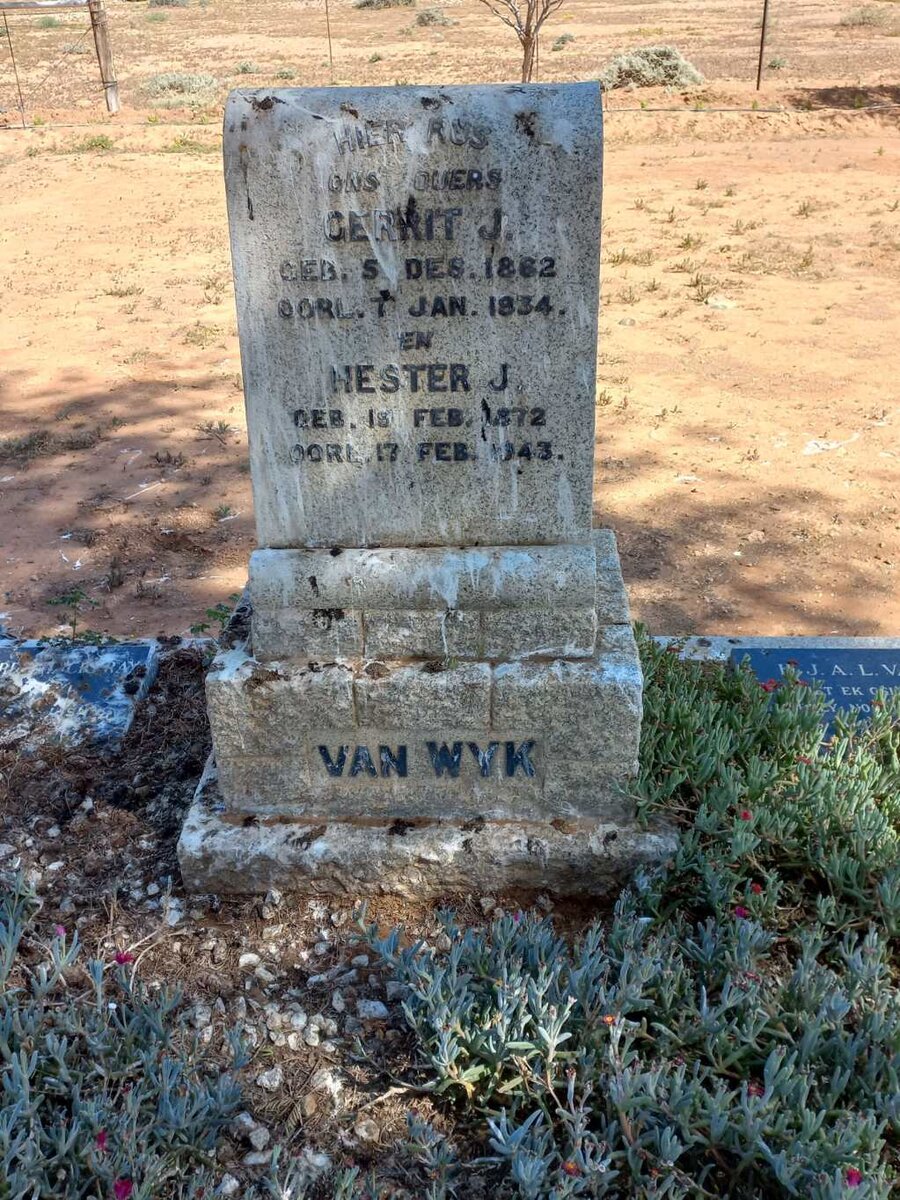 HIER RUS
ONS OUERS
GERRIT J.
GEB. 5 DES. 1862
OORL. 7 JAN. 1934.
EN
HESTER J.
GEB. FEB. 1872
OORL. 17 FEB. 1943.
VAN WYK
J. A. L. V
T EK